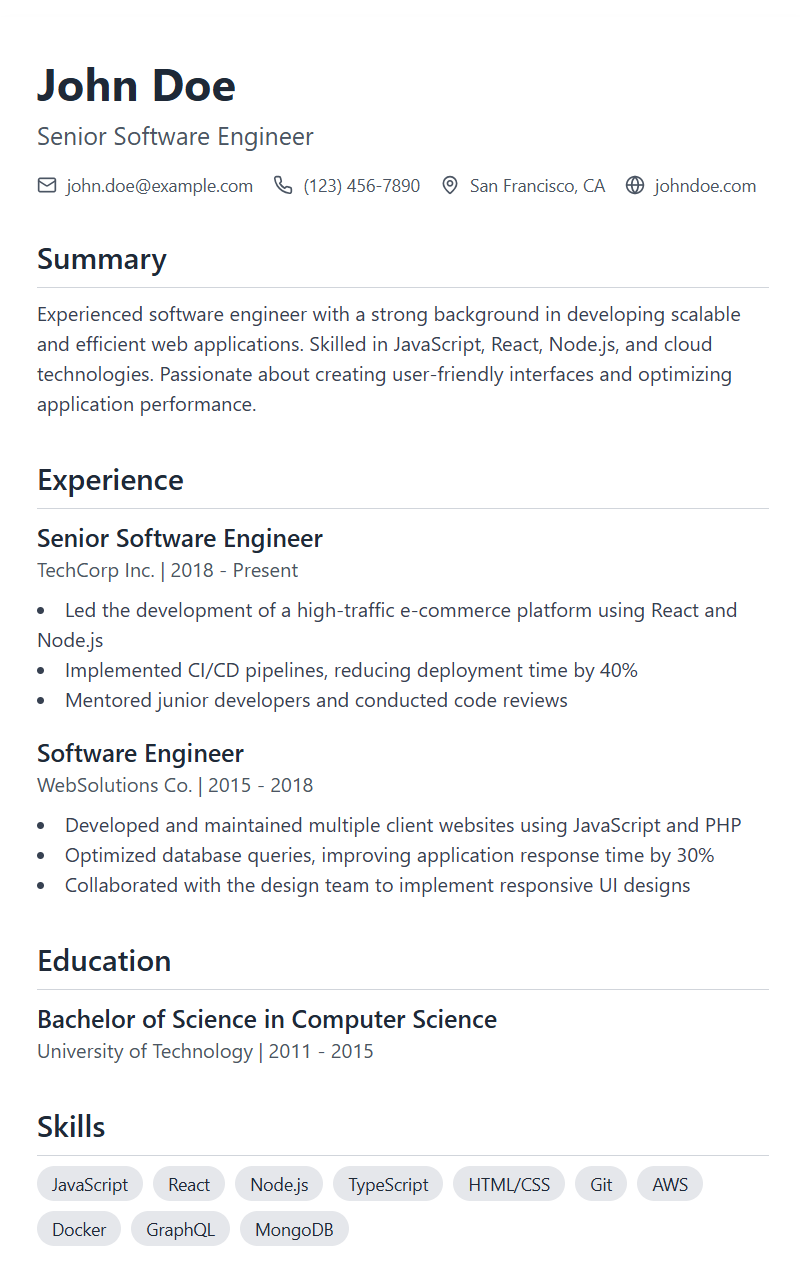 John Doe
Senior Software Engineer
john.doe@example.com (123) 456-7890 San Francisco, CA johndoe.com
Summary
Experienced software engineer with a strong background in developing scalable
and efficient web applications. Skilled in JavaScript, React, Node.js, and cloud
technologies. Passionate about creating user-friendly interfaces and optimizing
application performance.
Experience
Senior Software Engineer
TechCorp Inc. | 2018 - Present
• Led the development of a high-traffic e-commerce platform using React and
Node.js
• Implemented CI/CD pipelines, reducing deployment time by 40%
• Mentored junior developers and conducted code reviews
Software Engineer
WebSolutions Co. | 2015 - 2018
• Developed and maintained multiple client websites using JavaScript and PHP
• Optimized database queries, improving application response time by 30%
• Collaborated with the design team to implement responsive UI designs
Education
Bachelor of Science in Computer Science
University of Technology | 2011 - 2015
Skills
JavaScript React Node.js TypeScript HTML/CSS Git AWS
Docker GraphQL MongoDB